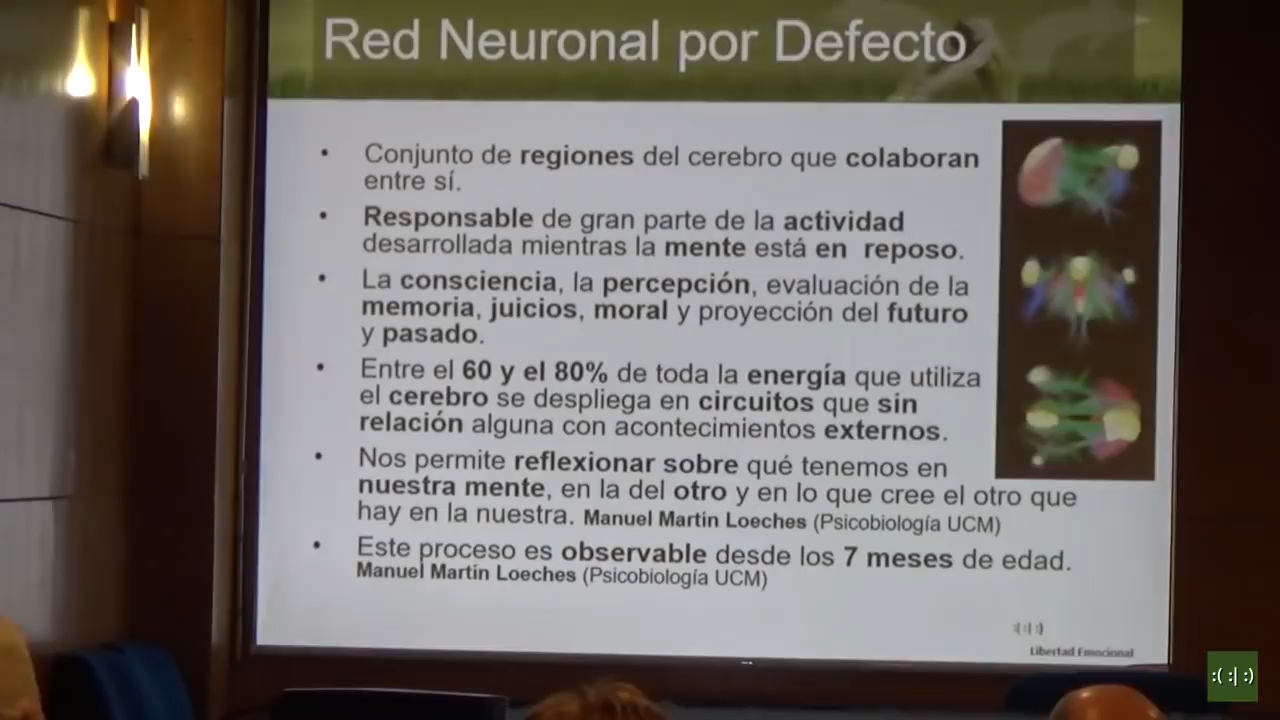 Red Neuronal por Defecto
• Conjunto de regiones del cerebro que colaboran
entre sí.
• Responsable de gran parte de la actividad
desarrollada mientras la mente está en reposo.
• La consciencia, la percepción, evaluación de la
memoria, juicios, moral y proyección del futuro
y pasado.
• Entre el 60 y el 80% de toda la energía que utiliza
el cerebro se despliega en circuitos que sin
relación alguna con acontecimientos externos.
• Nos permite reflexionar sobre qué tenemos en
nuestra mente, en la del otro y en lo que cree el otro que
hay en la nuestra. Manuel Martín Loeches (Psicobiología UCM)
• Este proceso es observable desde los 7 meses de edad.
Manuel Martín Loeches (Psicobiología UCM)
:( :| :)
Libertad Emocional
:( :| :)